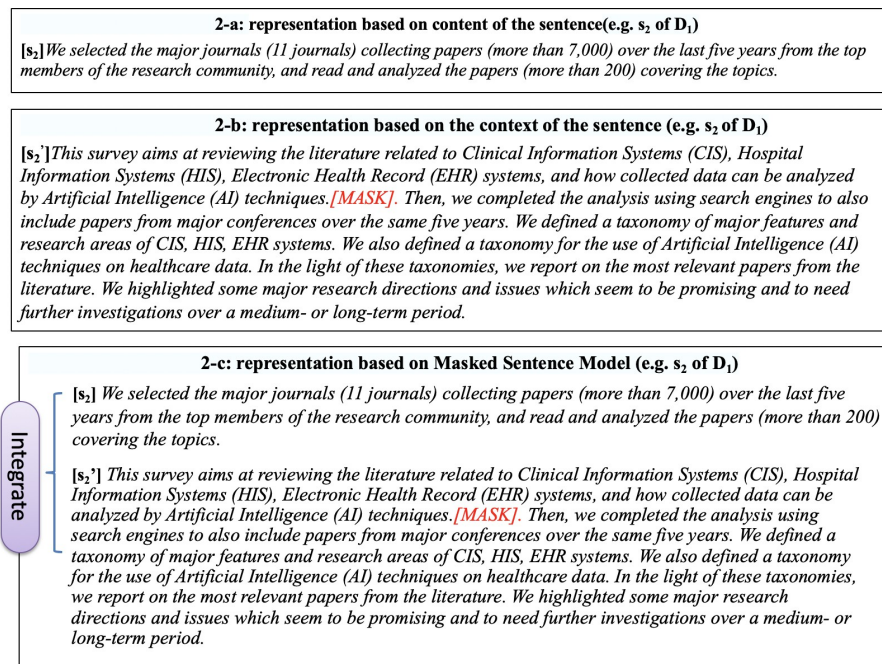 2-a: representation based on content of the sentence(e.g. s₂ of D₁)
[s₂]We selected the major journals (11 journals) collecting papers (more than 7,000) over the last five years from the top
members of the research community, and read and analyzed the papers (more than 200) covering the topics.
2-b: representation based on the context of the sentence (e.g. s₂ of D₁)
[s₂']This survey aims at reviewing the literature related to Clinical Information Systems (CIS), Hospital
Information Systems (HIS), Electronic Health Record (EHR) systems, and how collected data can be analyzed
by Artificial Intelligence (AI) techniques.[MASK]. Then, we completed the analysis using search engines to also
include papers from major conferences over the same five years. We defined a taxonomy of major features and
research areas of CIS, HIS, EHR systems. We also defined a taxonomy for the use of Artificial Intelligence (AI)
techniques on healthcare data. In the light of these taxonomies, we report on the most relevant papers from the
literature. We highlighted some major research directions and issues which seem to be promising and to need
further investigations over a medium- or long-term period.
2-c: representation based on Masked Sentence Model (e.g. s₂ of D₁)
Integrate
[s₂] We selected the major journals (11 journals) collecting papers (more than 7,000) over the last five
years from the top members of the research community, and read and analyzed the papers (more than 200)
covering the topics.
[s₂’] This survey aims at reviewing the literature related to Clinical Information Systems (CIS), Hospital
Information Systems (HIS), Electronic Health Record (EHR) systems, and how collected data can be
analyzed by Artificial Intelligence (AI) techniques.[MASK]. Then, we completed the analysis using
search engines to also include papers from major conferences over the same five years. We defined a
taxonomy of major features and research areas of CIS, HIS, EHR systems. We also defined a taxonomy
for the use of Artificial Intelligence (AI) techniques on healthcare data. In the light of these taxonomies,
we report on the most relevant papers from the literature. We highlighted some major research
directions and issues which seem to be promising and to need further investigations over a medium- or
long-term period.